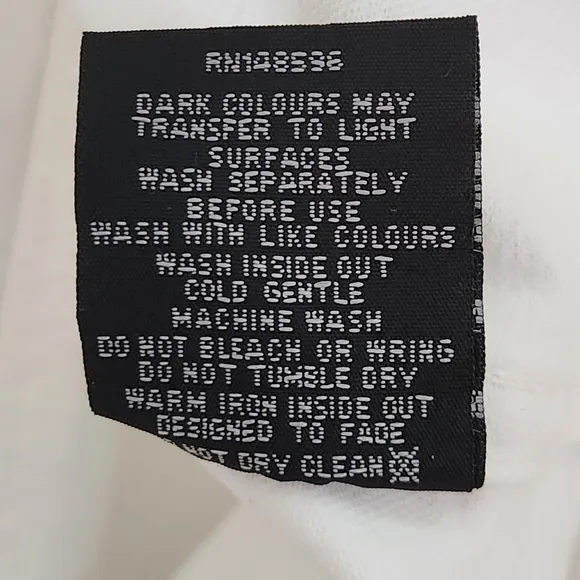 RN148596
DARK COLOURS MAY
TRANSFER TO LIGHT
SURFACES
WASH SEPARATELY
BEFORE USE
WASH WITH LIKE COLOURS
WASH INSIDE OUT
COLD GENTLE
MACHINE WASH
DO NOT BLEACH OR WRING
DO NOT TUMBLE DRY
WARM IRON INSIDE OUT
DESIGNED TO FADE
NOT DRY CLEAN